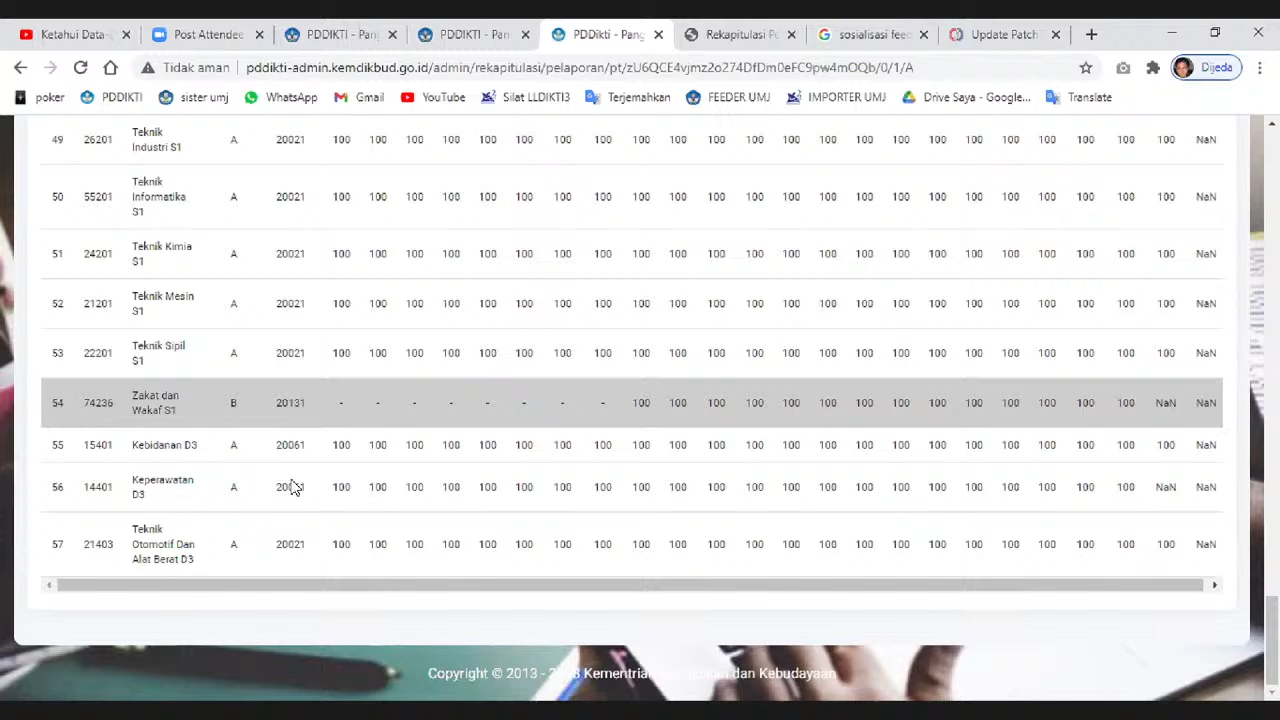 Ketahui Data-
Post Attendee
PDDIKTI - Pang
PDDIKTI - Pan
PDDikti - Pang
Rekapitulasi Pe
sosialisasi feed
Update Patch
Tidak aman
pddikti-admin.kemdikbud.go.id/admin/rekapitulasi/pelaporan/pt/zU6QCE4vjmz2o274DfDm0eFC9pw4mOQb/0/1/A
Dijeda
poker PDDIKTI sister umj WhatsApp Gmail YouTube Silat LLDIKTI3 Terjemahkan FEEDER UMJ IMPORTER UMJ Drive Saya - Google... Translate
49 26201 Teknik Industri S1 A 20021 100 100 100 100 100 100 100 100 100 100 100 100 100 100 100 100 100 100 100 100 100 100 NaN
50 55201 Teknik Informatika S1 A 20021 100 100 100 100 100 100 100 100 100 100 100 100 100 100 100 100 100 100 100 100 100 100 NaN
51 24201 Teknik Kimia S1 A 20021 100 100 100 100 100 100 100 100 100 100 100 100 100 100 100 100 100 100 100 100 100 100 NaN
52 21201 Teknik Mesin S1 A 20021 100 100 100 100 100 100 100 100 100 100 100 100 100 100 100 100 100 100 100 100 100 100 NaN
53 22201 Teknik Sipil S1 A 20021 100 100 100 100 100 100 100 100 100 100 100 100 100 100 100 100 100 100 100 100 100 100 NaN
54 74236 Zakat dan Wakaf S1 B 20131 - - - - - - - - 100 100 100 100 100 100 100 100 100 100 100 100 100 NaN NaN
55 15401 Kebidanan D3 A 20061 100 100 100 100 100 100 100 100 100 100 100 100 100 100 100 100 100 100 100 100 100 100 NaN
56 14401 Keperawatan D3 A 100 100 100 100 100 100 100 100 100 100 100 100 100 100 100 100 100 100 100 100 100 NaN NaN
57 21403 Teknik Otomotif Dan Alat Berat D3 A 20021 100 100 100 100 100 100 100 100 100 100 100 100 100 100 100 100 100 100 100 100 100 100 NaN
Copyright © 2013 - dan Kebudayaan